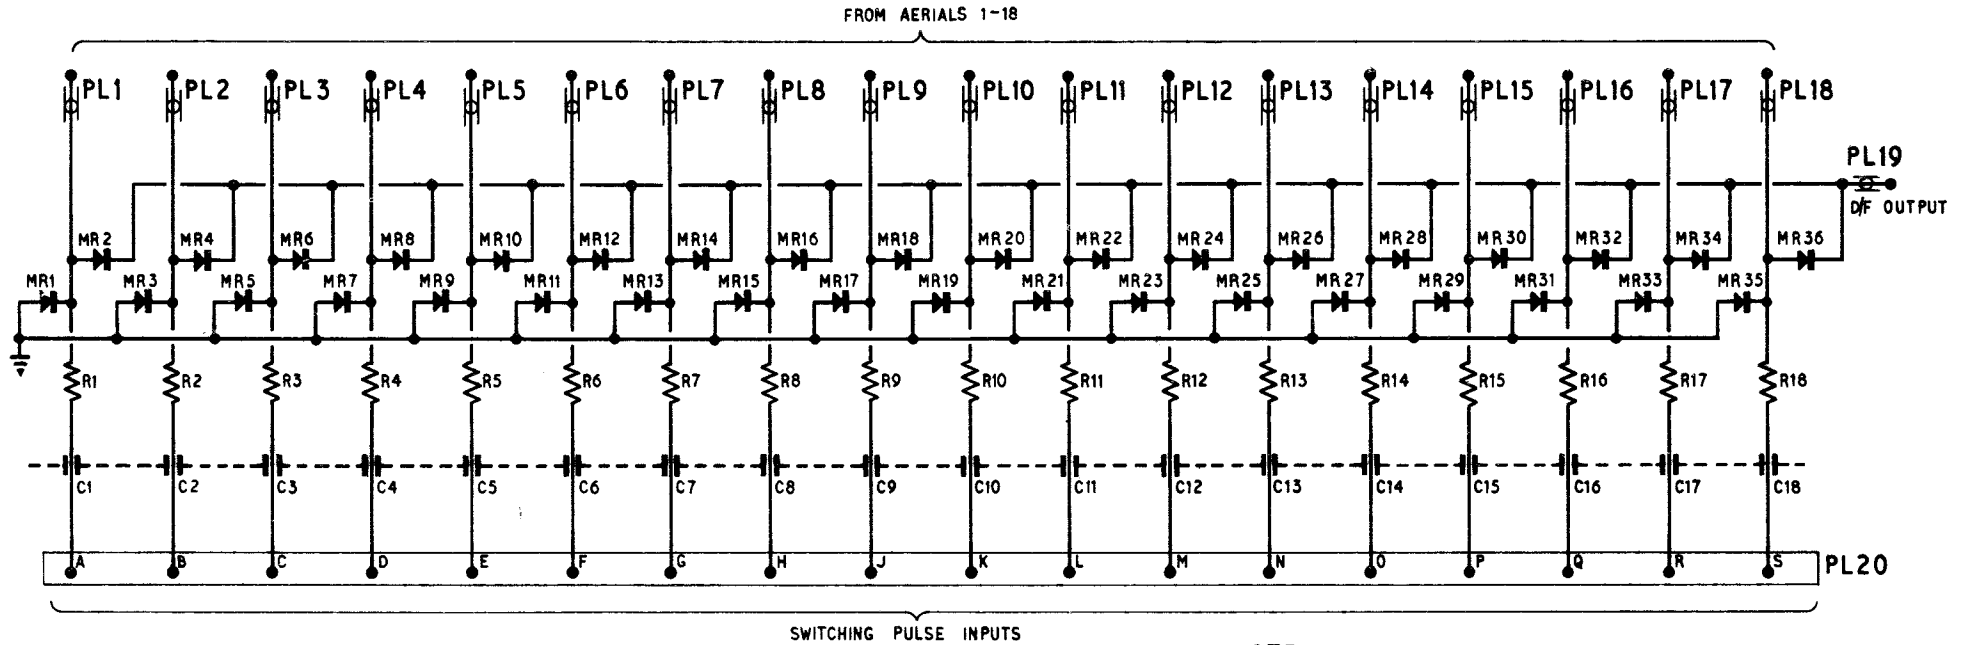 FROM AERIALS 1-18
PL1 PL2 PL3 PL4 PL5 PL6 PL7 PL8 PL9 PL10 PL11 PL12 PL13 PL14 PL15 PL16 PL17 PL18
PL19
D/F OUTPUT
MR2 MR4 MR6 MR8 MR10 MR12 MR14 MR16 MR18 MR20 MR22 MR24 MR26 MR28 MR30 MR32 MR34 MR36
MR1 MR3 MR5 MR7 MR9 MR11 MR13 MR15 MR17 MR19 MR21 MR23 MR25 MR27 MR29 MR31 MR33 MR35
R1 R2 R3 R4 R5 R6 R7 R8 R9 R10 R11 R12 R13 R14 R15 R16 R17 R18
C1 C2 C3 C4 C5 C6 C7 C8 C9 C10 C11 C12 C13 C14 C15 C16 C17 C18
A B C D E F G H J K L M N O P Q R S
PL20
SWITCHING PULSE INPUTS